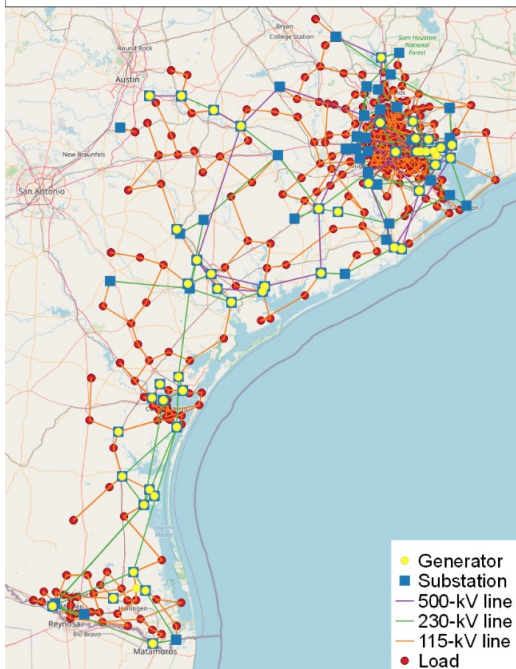 Bryan
College Station
Sam Houston
National
Forest
Round Rock
Austin
New Braunfels
San Antonio
Harlingen
Reynosa
Río Bravo
Matamoros
Generator
Substation
500-kV line
230-kV line
115-kV line
Load